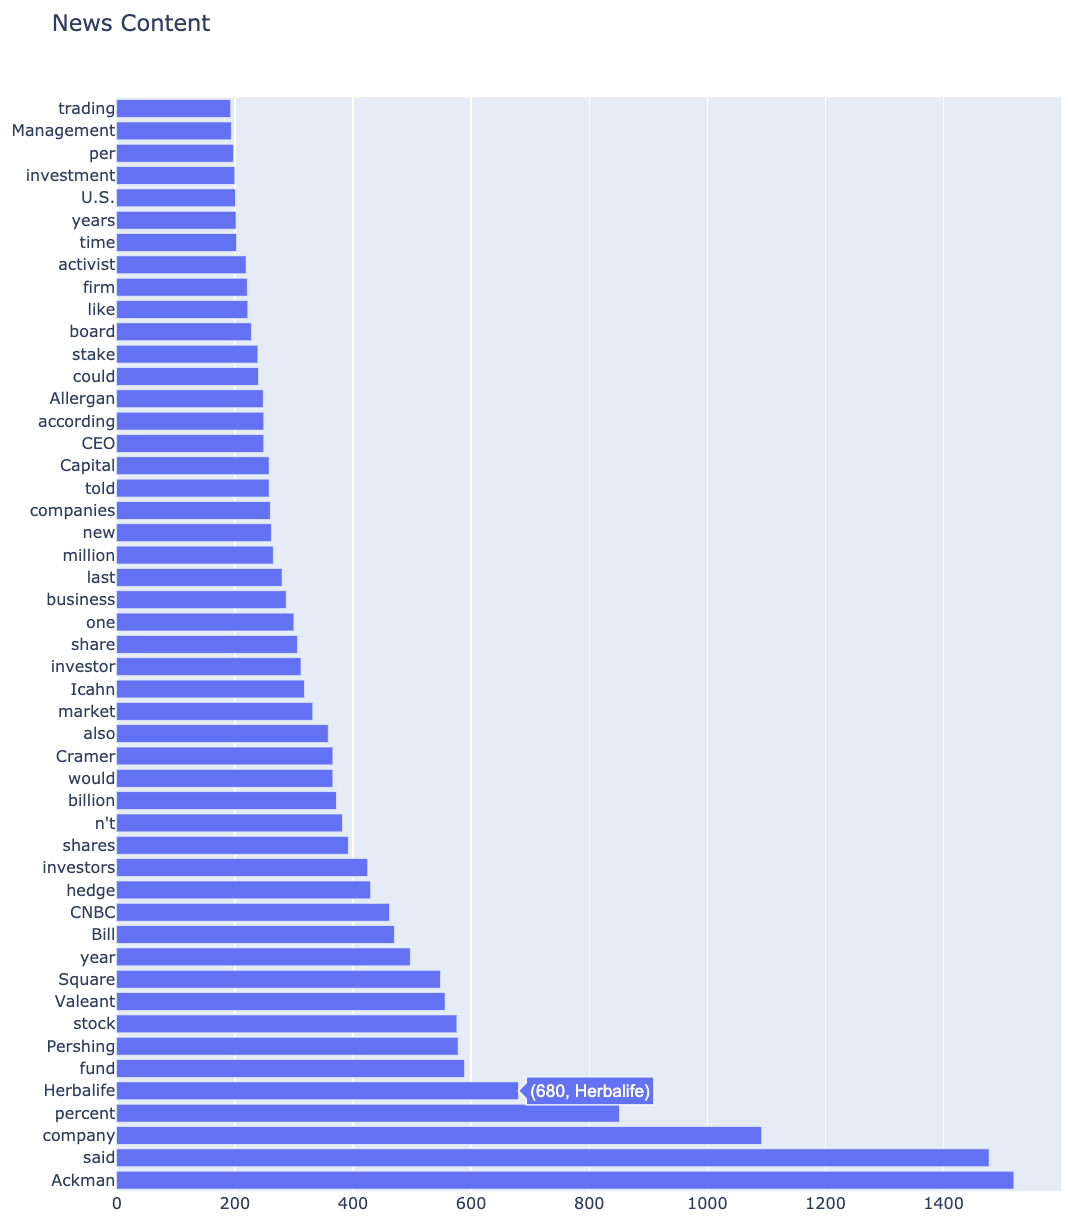 News Content
trading
Management
per
investment
U.S.
years
time
activist
firm
like
board
stake
could
Allergan
according
CEO
Capital
told
companies
new
million
last
business
one
share
investor
Icahn
market
also
Cramer
would
billion
n't
shares
investors
hedge
CNBC
Bill
year
Square
Valeant
stock
Pershing
fund
Herbalife (680, Herbalife)
percent
company
said
Ackman
0 200 400 600 800 1000 1200 1400